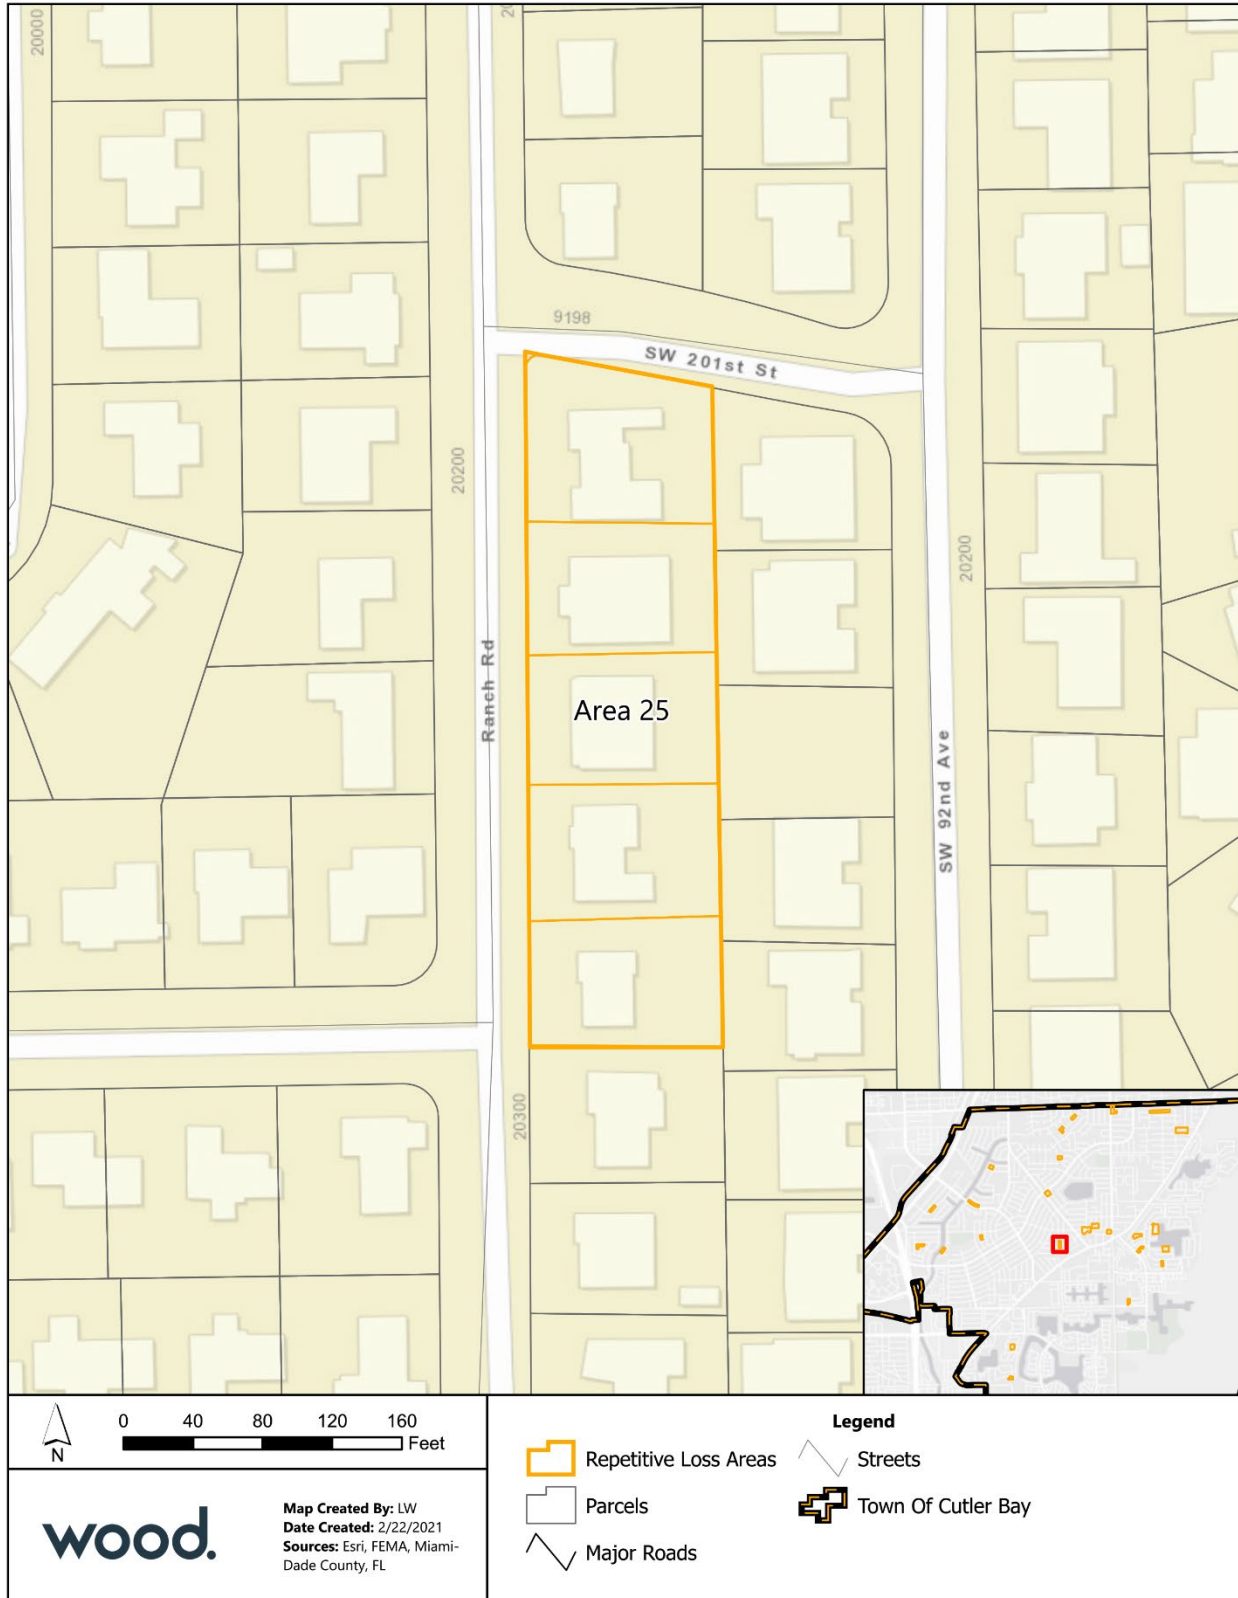 20000
20
9198
SW 201st St
20200
20200
Ranch Rd
Area 25
SW 92nd Ave
20300
0 40 80 120 160
Feet
N
wood.
Map Created By: LW
Date Created: 2/22/2021
Sources: Esri, FEMA, Miami-
Dade County, FL
Legend
Repetitive Loss Areas
Streets
Parcels
Town Of Cutler Bay
Major Roads